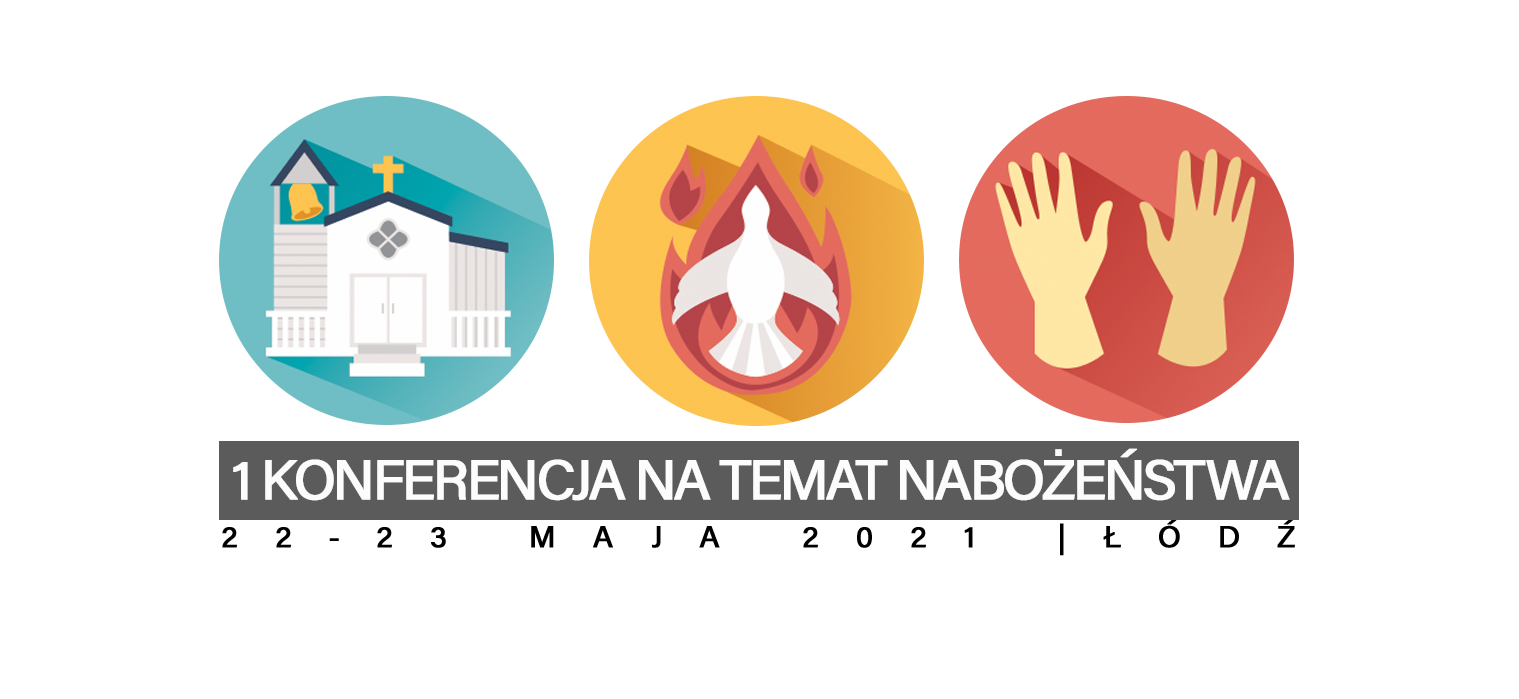 1 KONFERENCJA NA TEMAT NABOŻEŃSTWA
22-23 MAJA 2021 |ŁÓDŹ